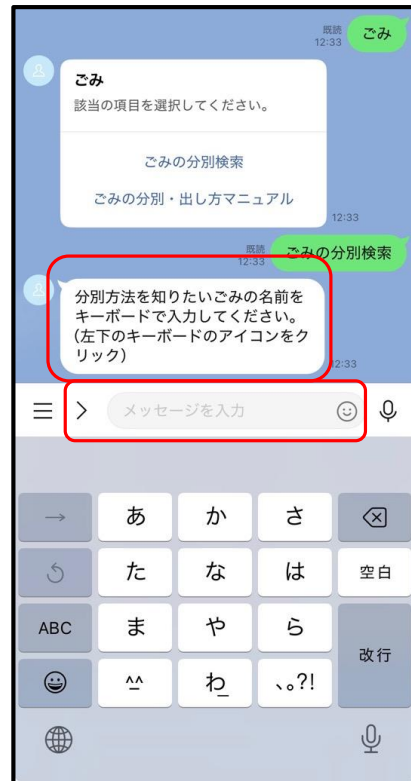 既読
12:33
ごみ
ごみ
該当の項目を選択してください。
ごみの分別検索
ごみの分別・出し方マニュアル
12:33
既読
12:33
ごみの分別検索
分別方法を知りたいごみの名前を
キーボードで入力してください。
(左下のキーボードのアイコンをク
リック)
12:33
メッセージを入力
→ あ か さ
た な は 空白
ABC ま や ら
改行
^^ わ_ 、。?!